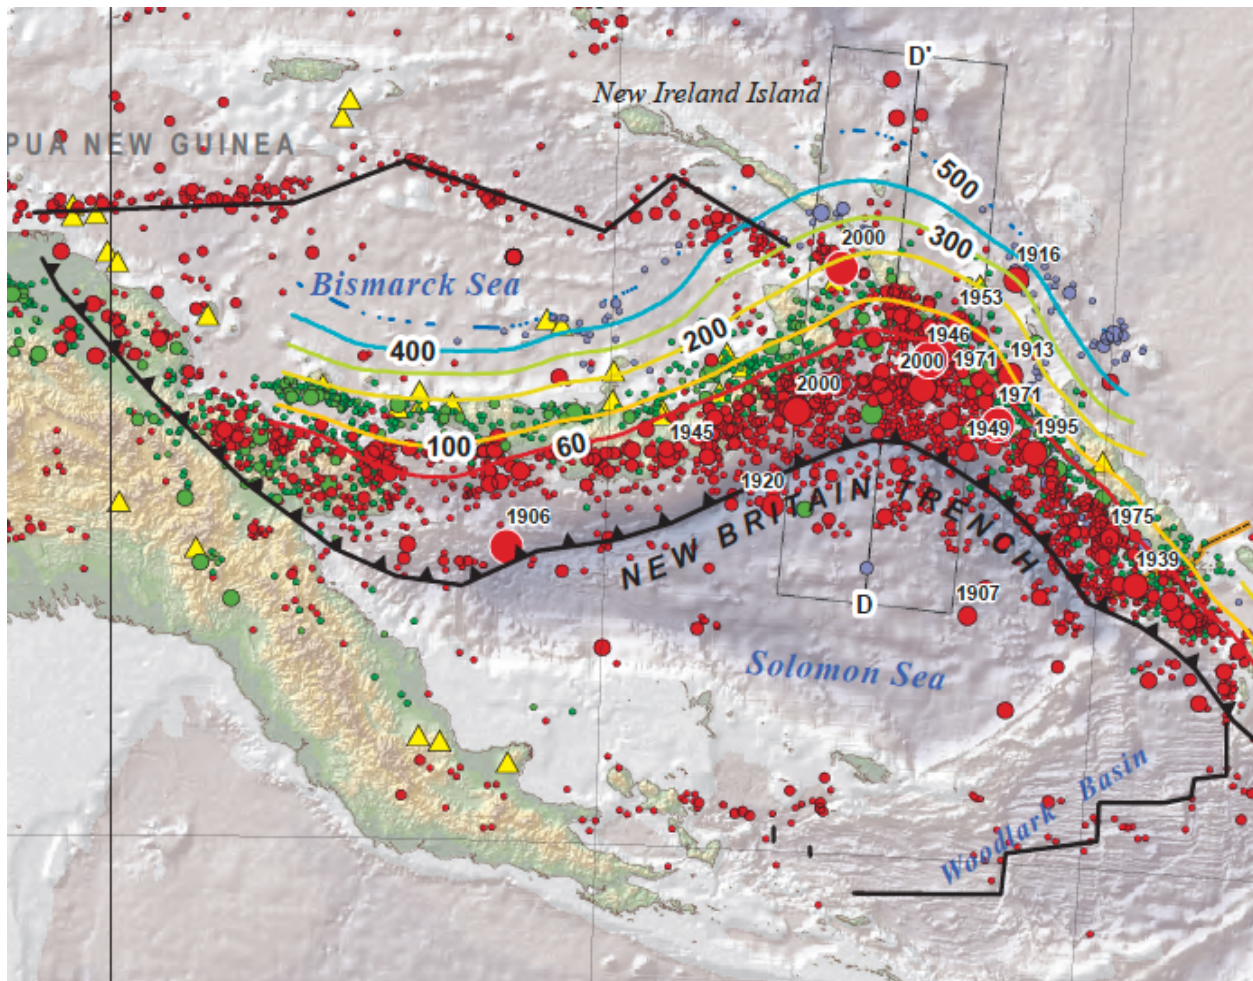 D'
New Ireland Island
PUA NEW GUINEA
500
2000
300
1916
Bismarck Sea
1953
200
1946
400
2000
1971
1913
2000
1971
100
60
1945
1949
1995
1920
1906
NEW BRITAIN TRENCH
1975
1939
D
1907
Solomon Sea
Woodlark Basin